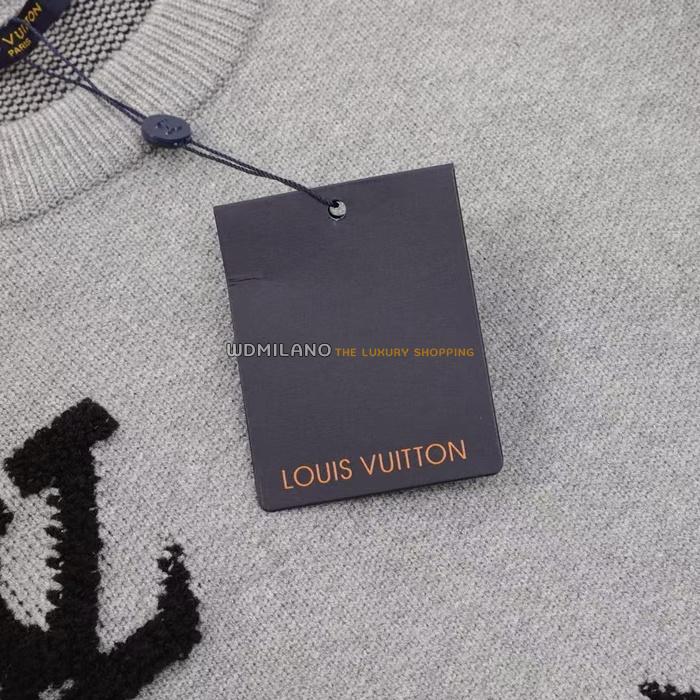 VUITTON
PARIS
WDMILANO THE LUXURY SHOPPING
LOUIS VUITTON